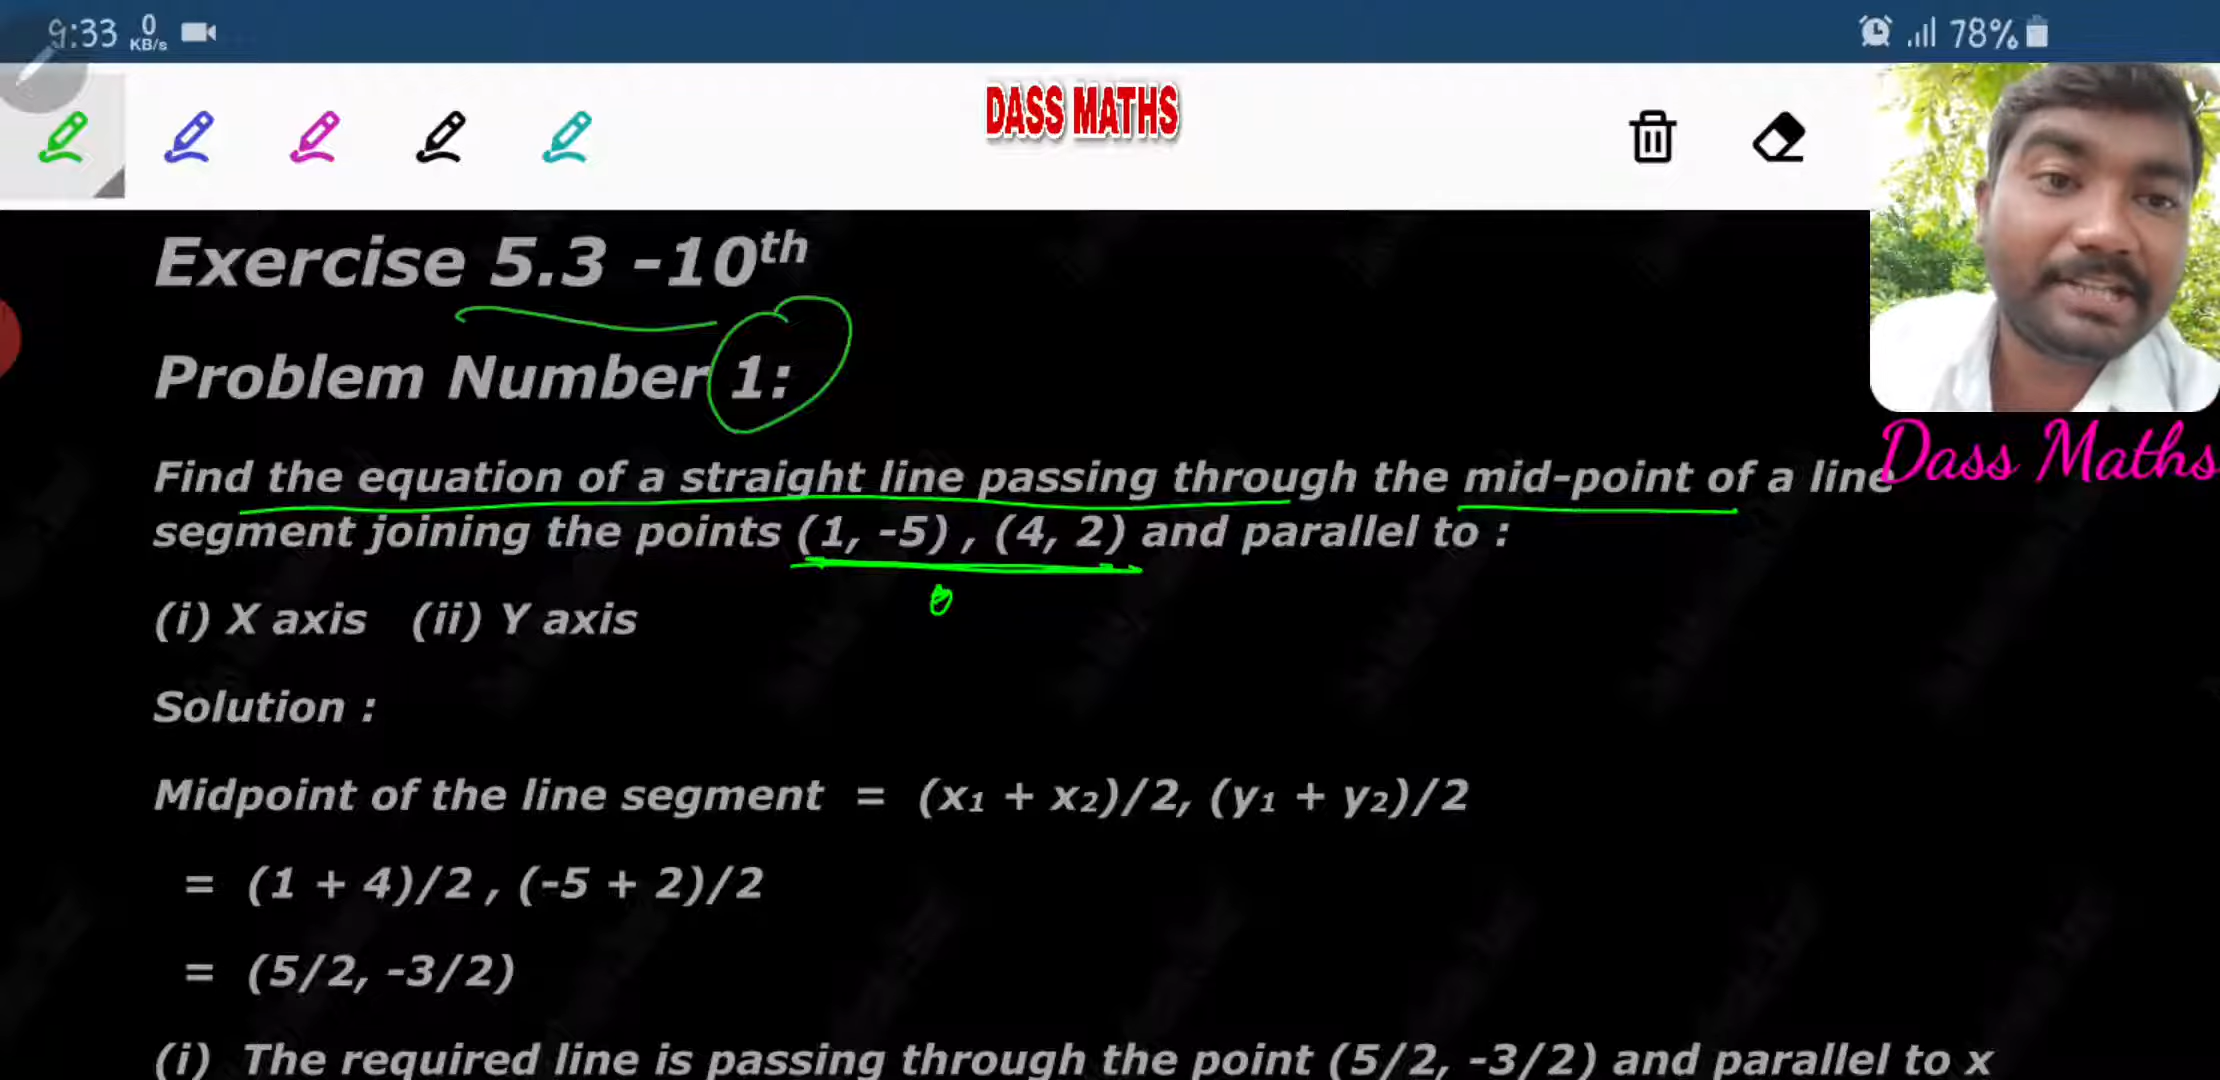 9:33 0 KB/s 78%
DASS MATHS
Exercise 5.3 -10th
Problem Number 1:
Dass Maths
Find the equation of a straight line passing through the mid-point of a line
segment joining the points (1, -5) , (4, 2) and parallel to :
(i) X axis (ii) Y axis
Solution :
Midpoint of the line segment = (x1 + x2)/2, (y1 + y2)/2
= (1 + 4)/2 , (-5 + 2)/2
= (5/2, -3/2)
(i) The required line is passing through the point (5/2, -3/2) and parallel to x